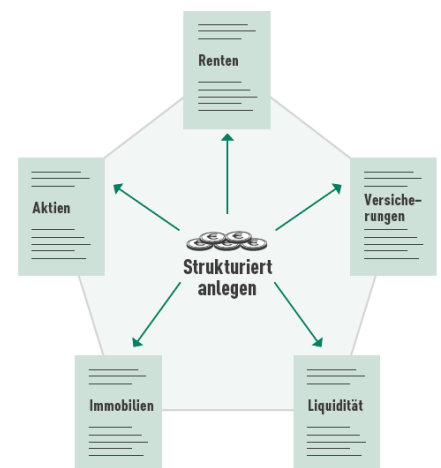 Renten
Aktien
Versiche-
rungen
Strukturiert
anlegen
Immobilien
Liquidität